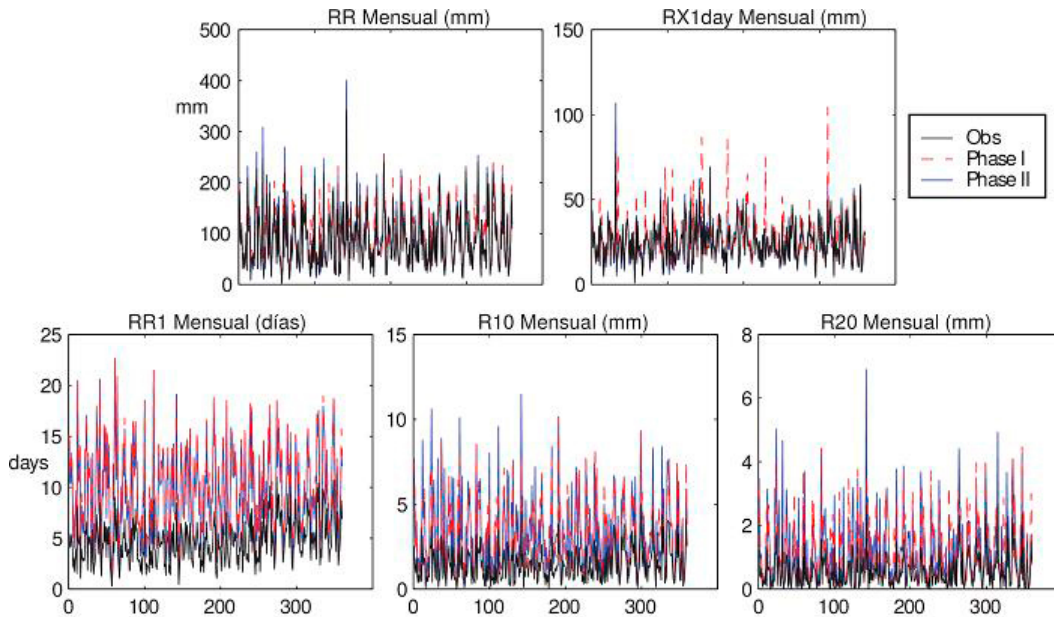 RR Mensual (mm)
RX1day Mensual (mm)
500
400
300
200
100
0
mm
150
100
50
0
Obs
Phase I
Phase II
RR1 Mensual (días)
R10 Mensual (mm)
R20 Mensual (mm)
25
20
15
10
5
0
days
15
10
5
0
8
6
4
2
0
0 100 200 300
0 100 200 300
0 100 200 300